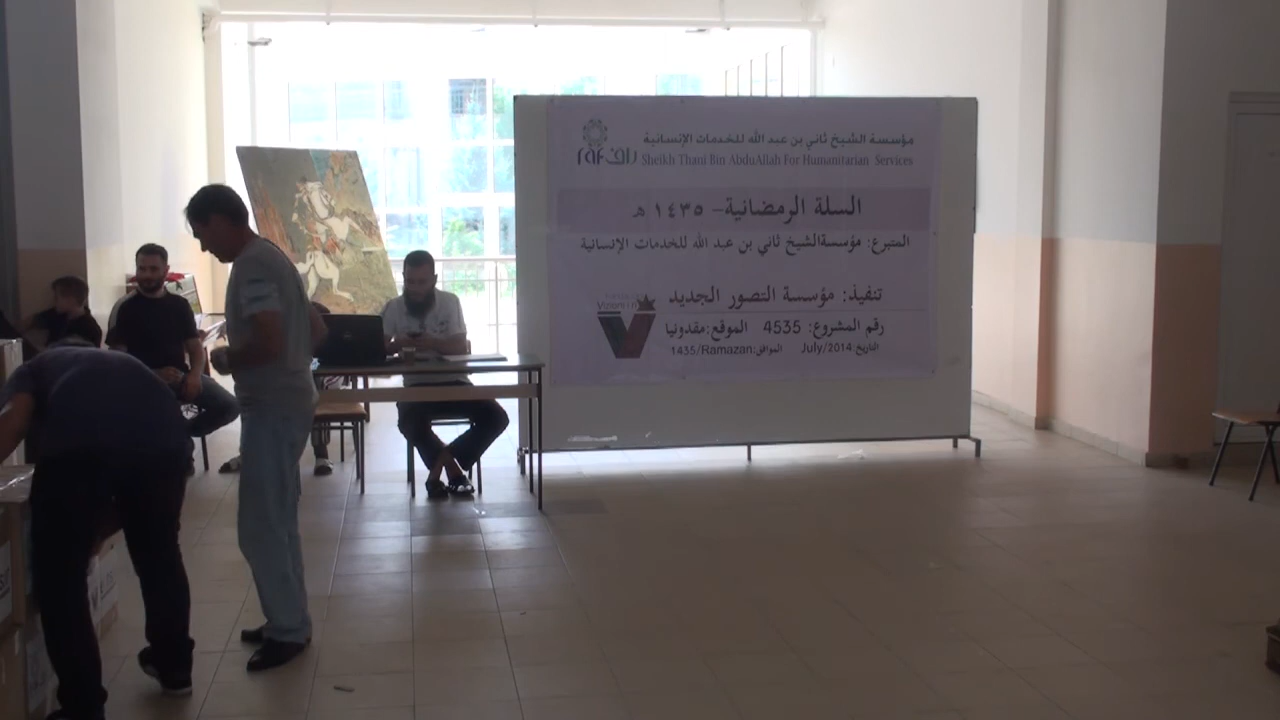 مؤسسة الشيخ ثاني بن عبد الله للخدمات الإنسانية
raf راف Sheikh Thani Bin AbduAllah For Humanitarian Services
السلة الرمضانية - ١٤٣٥ هـ
المتبرع: مؤسسةالشيخ ثاني بن عبد الله للخدمات الإنسانية
تنفيذ: مؤسسة التصور الجديد
رقم المشروع: 4535 الموقع:مقدونيا
التاريخ:July/2014 الموافق:1435/Ramazan